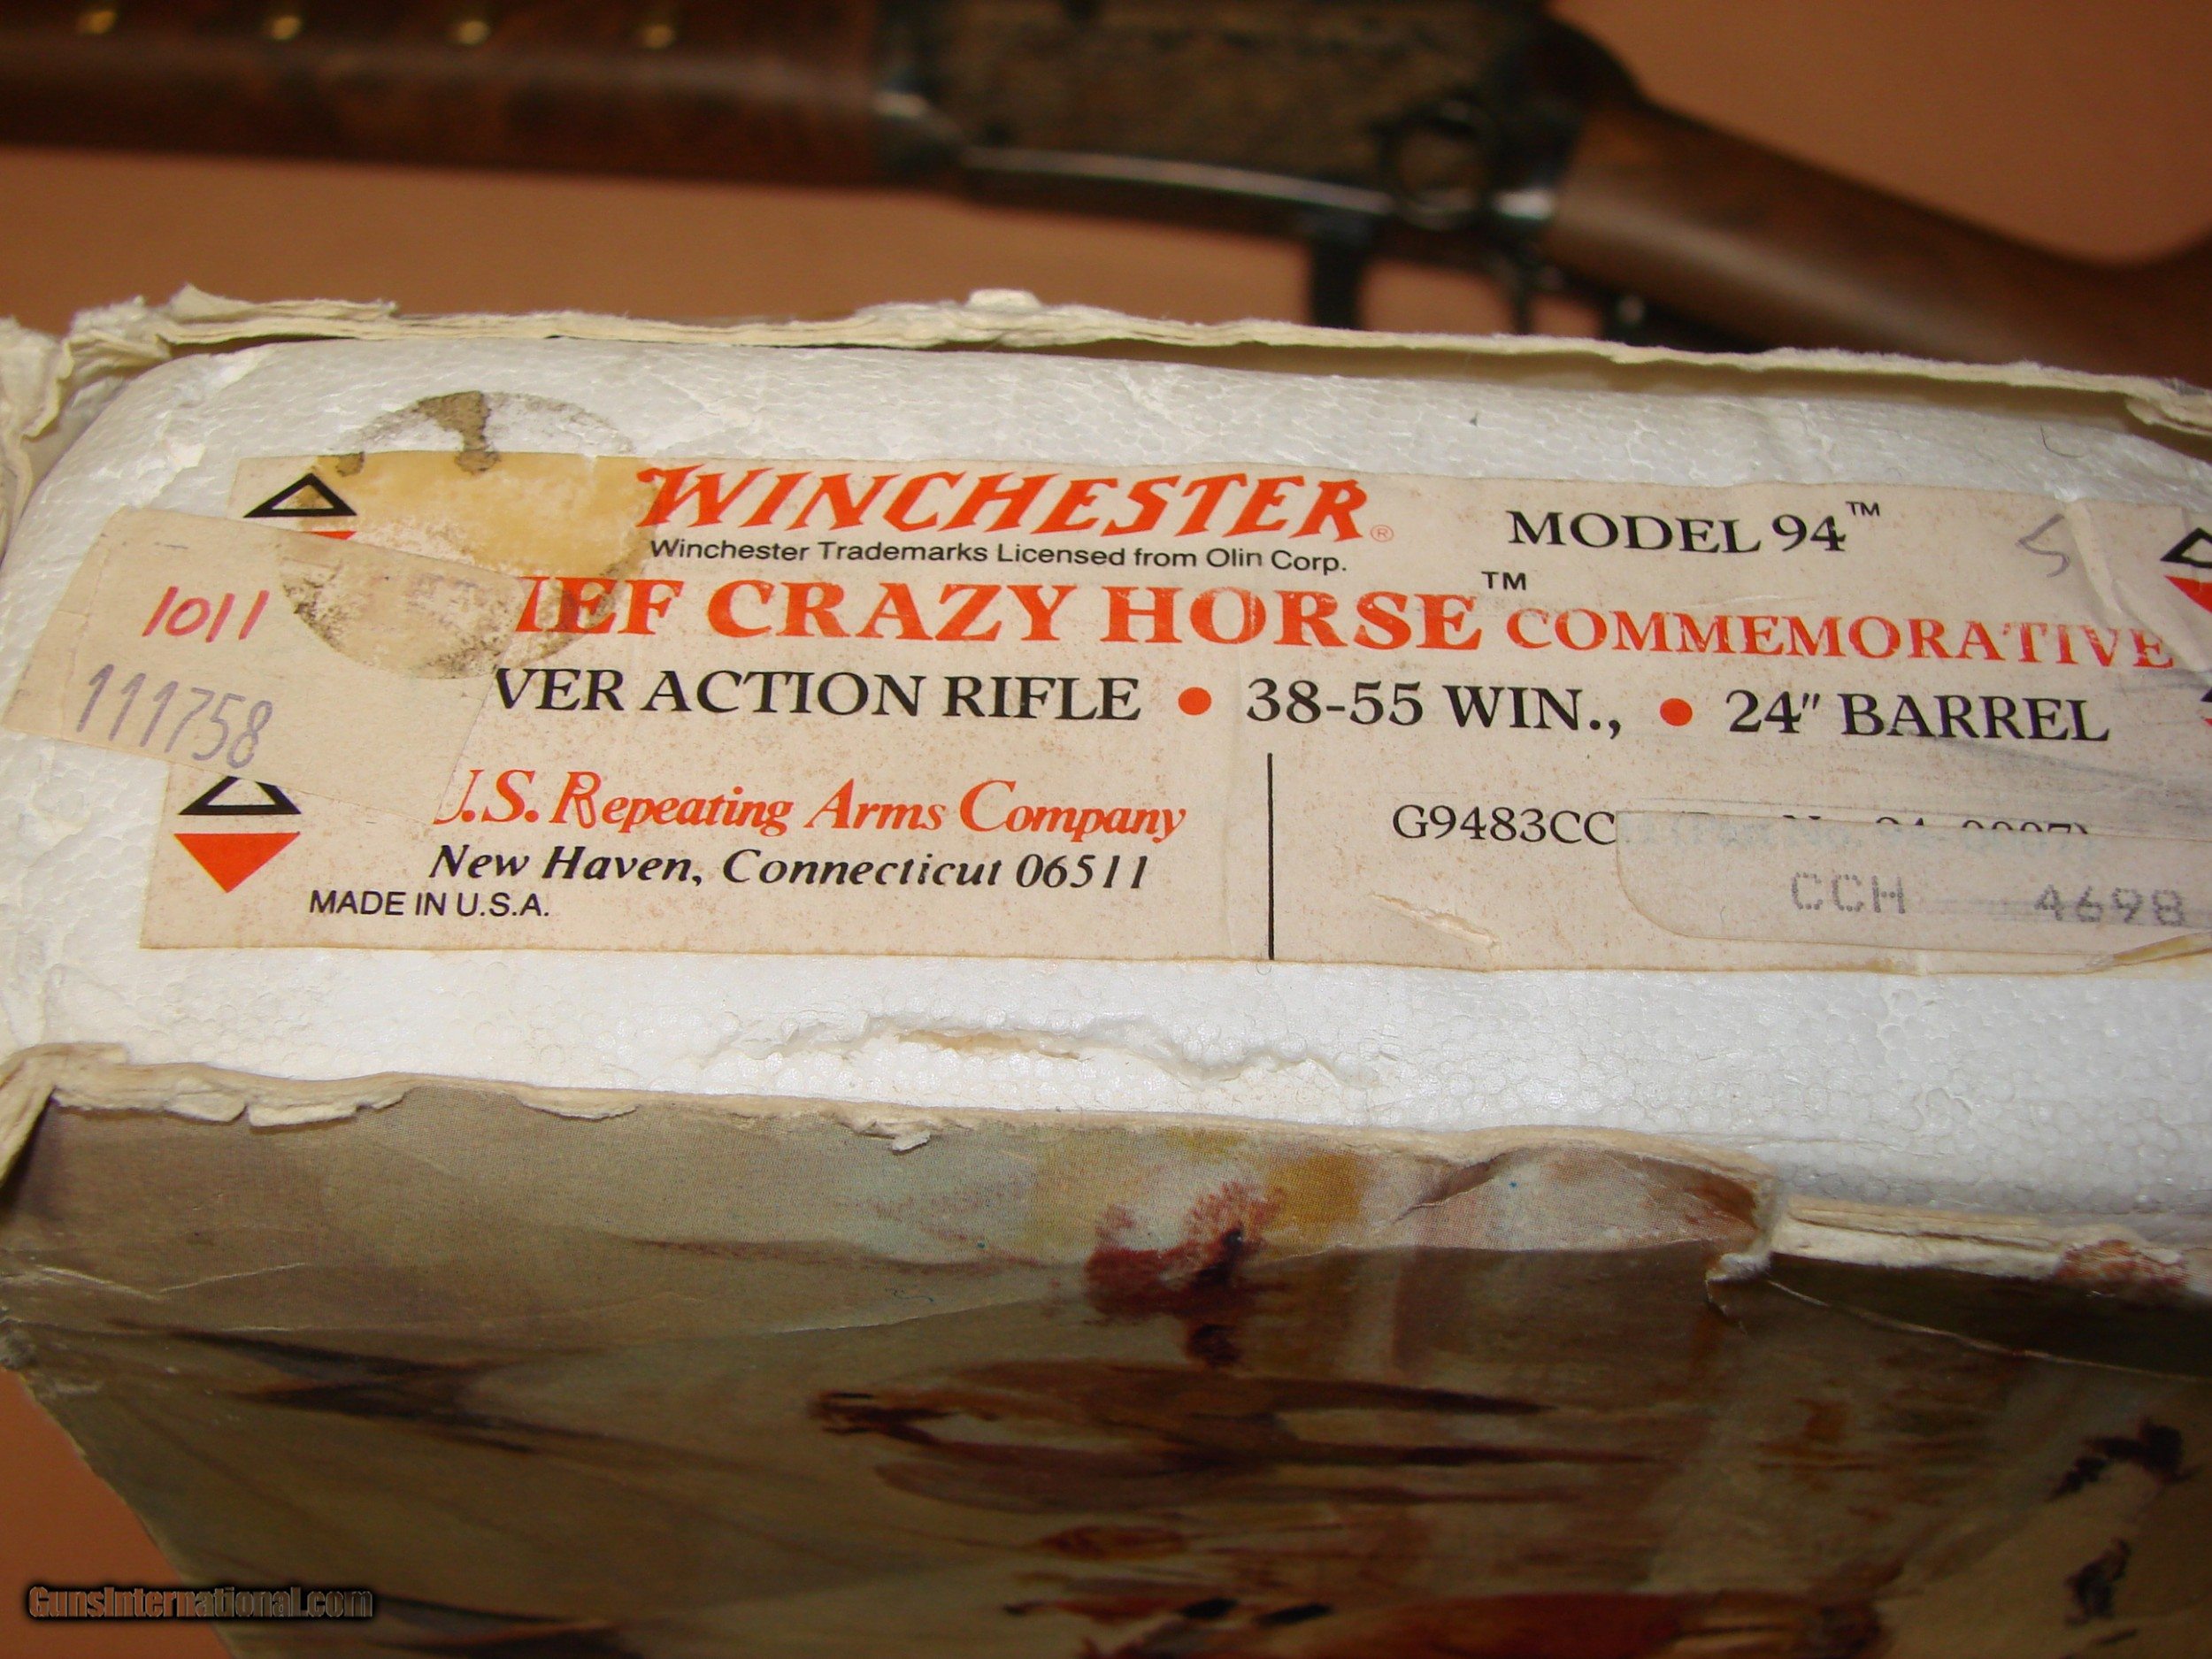 WINCHESTER®
MODEL 94™
Winchester Trademarks Licensed from Olin Corp.
IEF CRAZY HORSE™ COMMEMORATIVE
VER ACTION RIFLE • 38-55 WIN., • 24" BARREL
1011
111758
.S. Repeating Arms Company
New Haven, Connecticut 06511
MADE IN U.S.A.
G9483CC
CCH 4698
GunsInternational.com